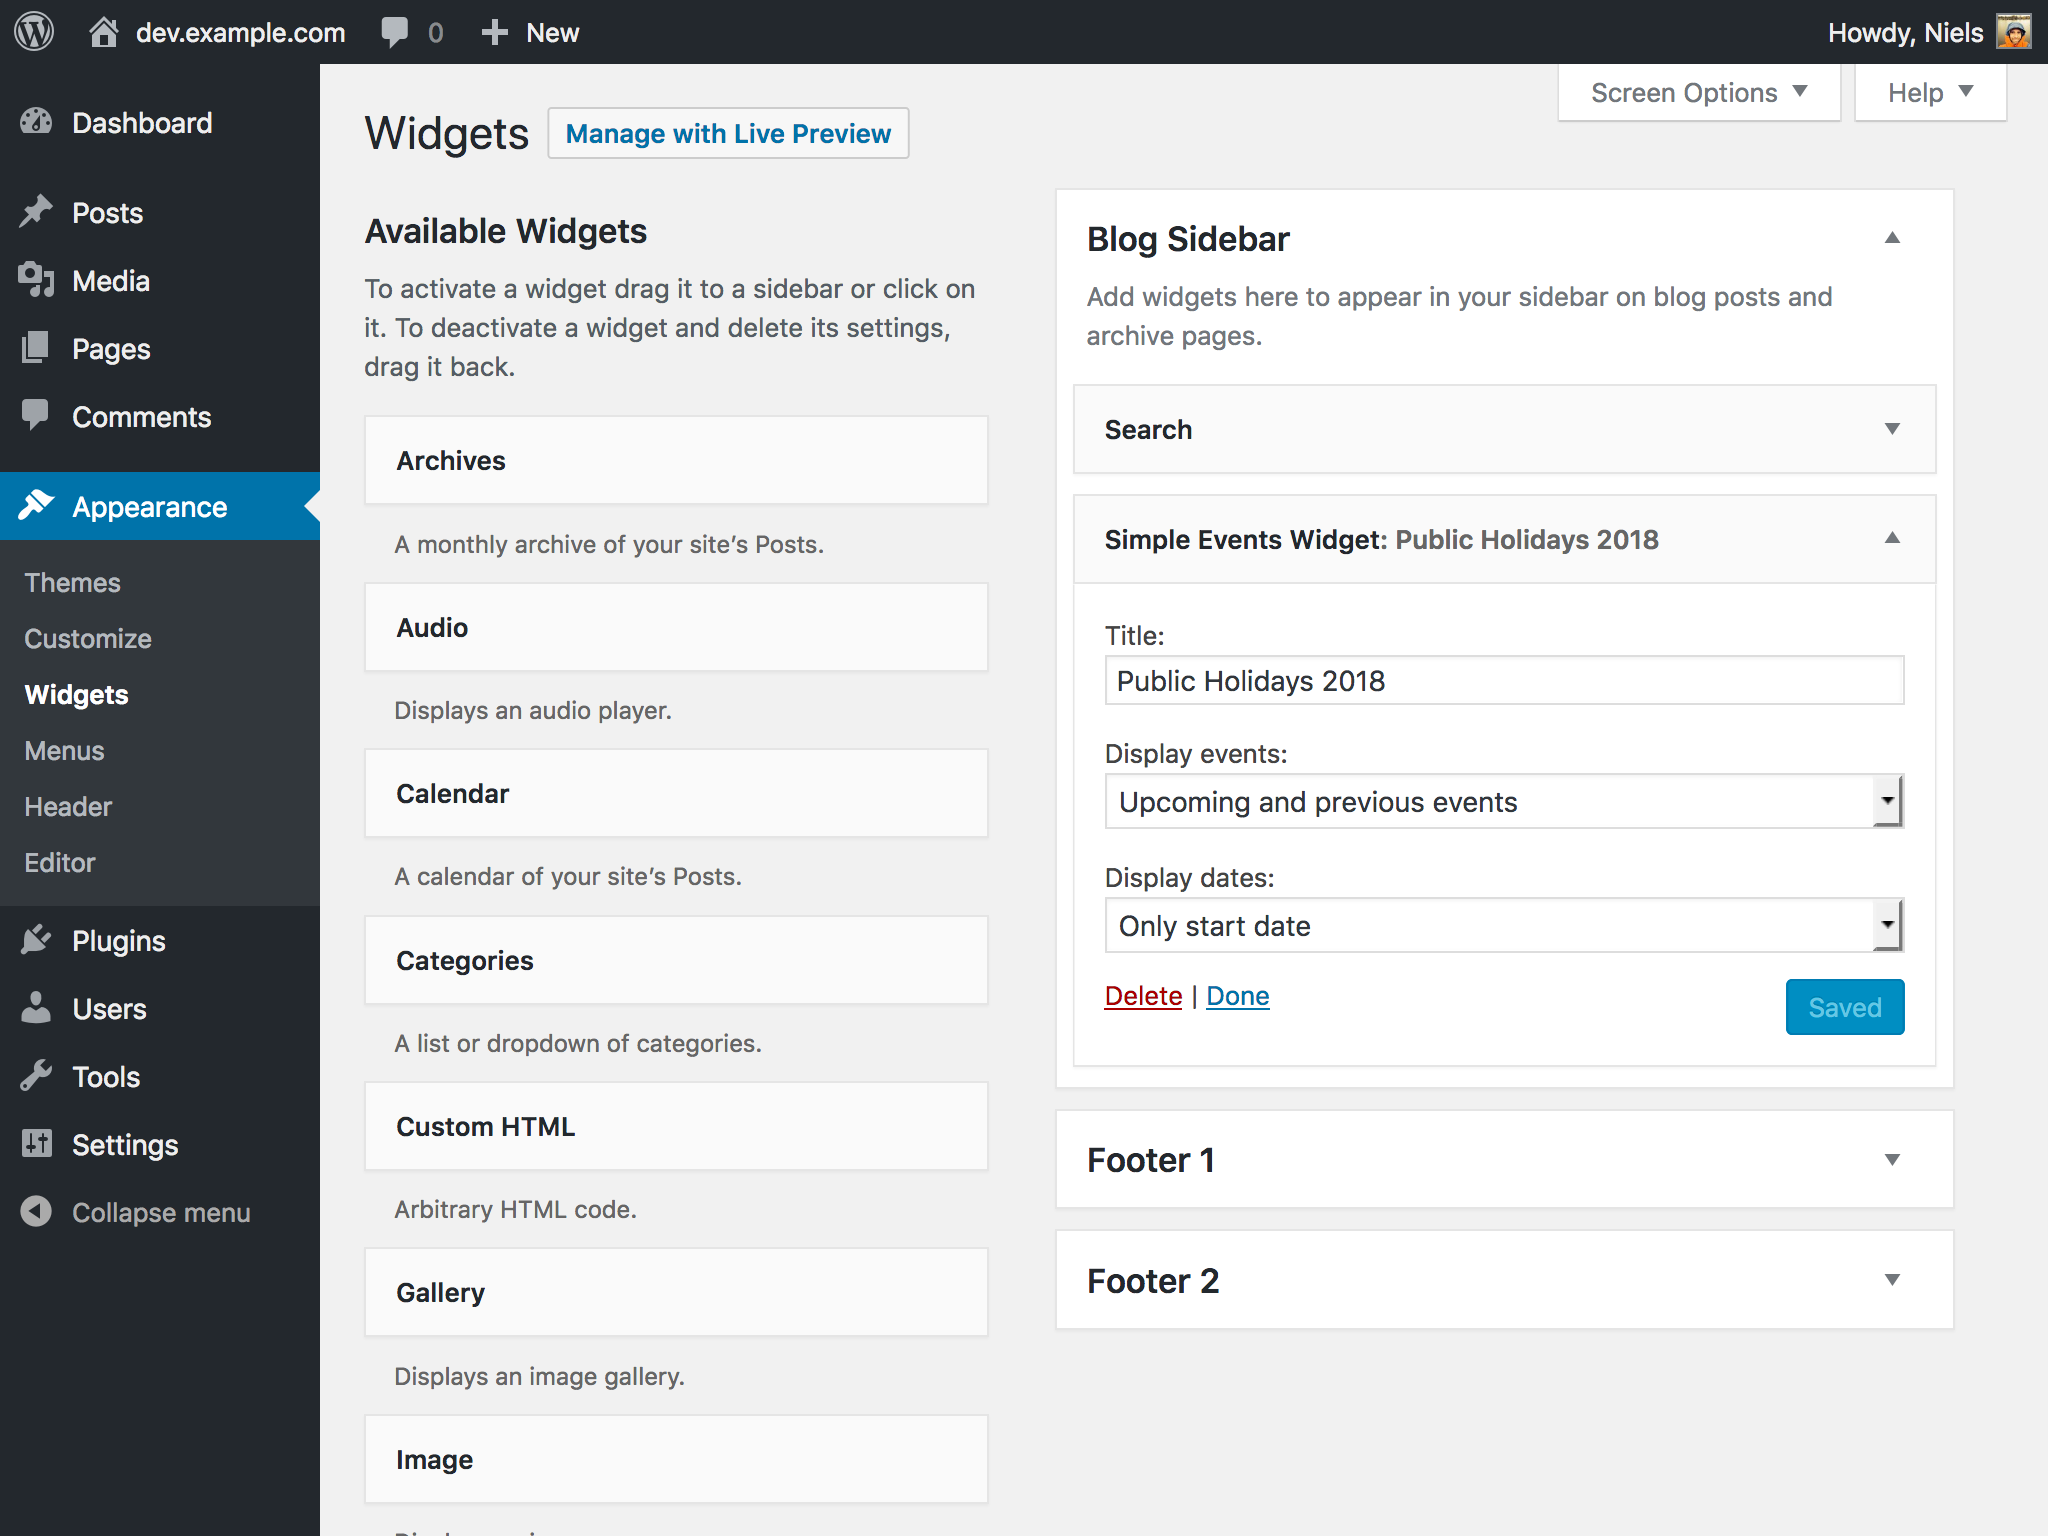 dev.example.com
0
New
Howdy, Niels
Screen Options
Help
Dashboard
Posts
Media
Pages
Comments
Appearance
Themes
Customize
Widgets
Menus
Header
Editor
Plugins
Users
Tools
Settings
Collapse menu
Widgets
Manage with Live Preview
Available Widgets
To activate a widget drag it to a sidebar or click on
it. To deactivate a widget and delete its settings,
drag it back.
Archives
A monthly archive of your site’s Posts.
Audio
Displays an audio player.
Calendar
A calendar of your site’s Posts.
Categories
A list or dropdown of categories.
Custom HTML
Arbitrary HTML code.
Gallery
Displays an image gallery.
Image
Blog Sidebar
Add widgets here to appear in your sidebar on blog posts and
archive pages.
Search
Simple Events Widget: Public Holidays 2018
Title:
Public Holidays 2018
Display events:
Upcoming and previous events
Display dates:
Only start date
Delete | Done
Saved
Footer 1
Footer 2